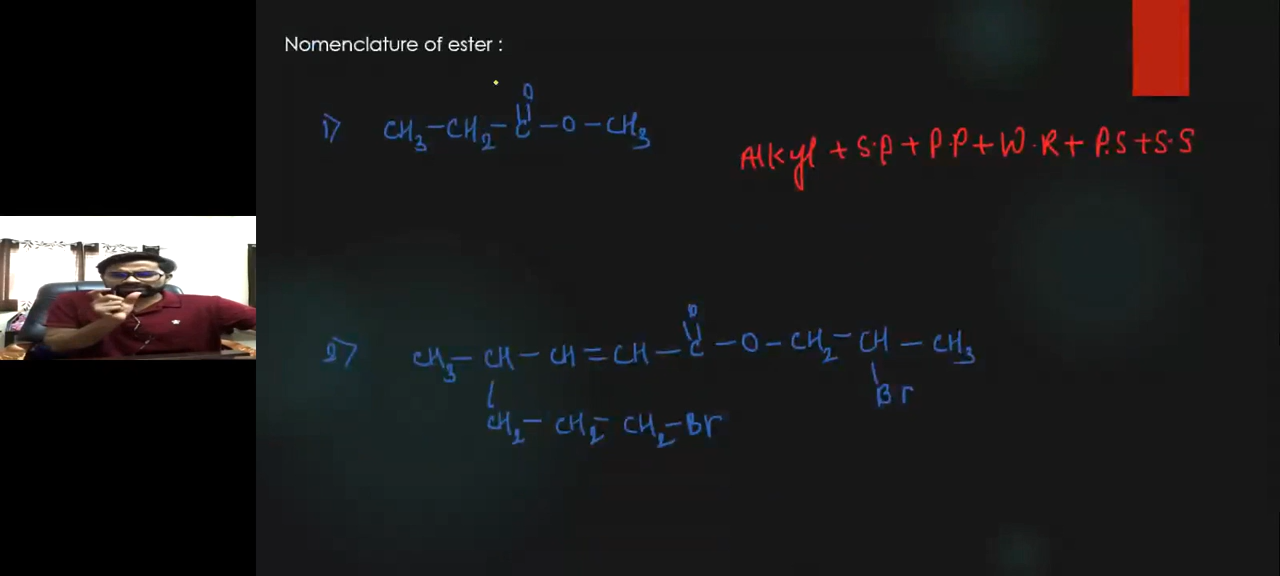 Nomenclature of ester :
O
1) CH3-CH2-C-O-CH3
Alkyl + S.P + P.P + W.R + P.S + S.S
O
2) CH3-CH-CH=CH-C-O-CH2-CH-CH3
Br
CH2-CH2-CH2-Br